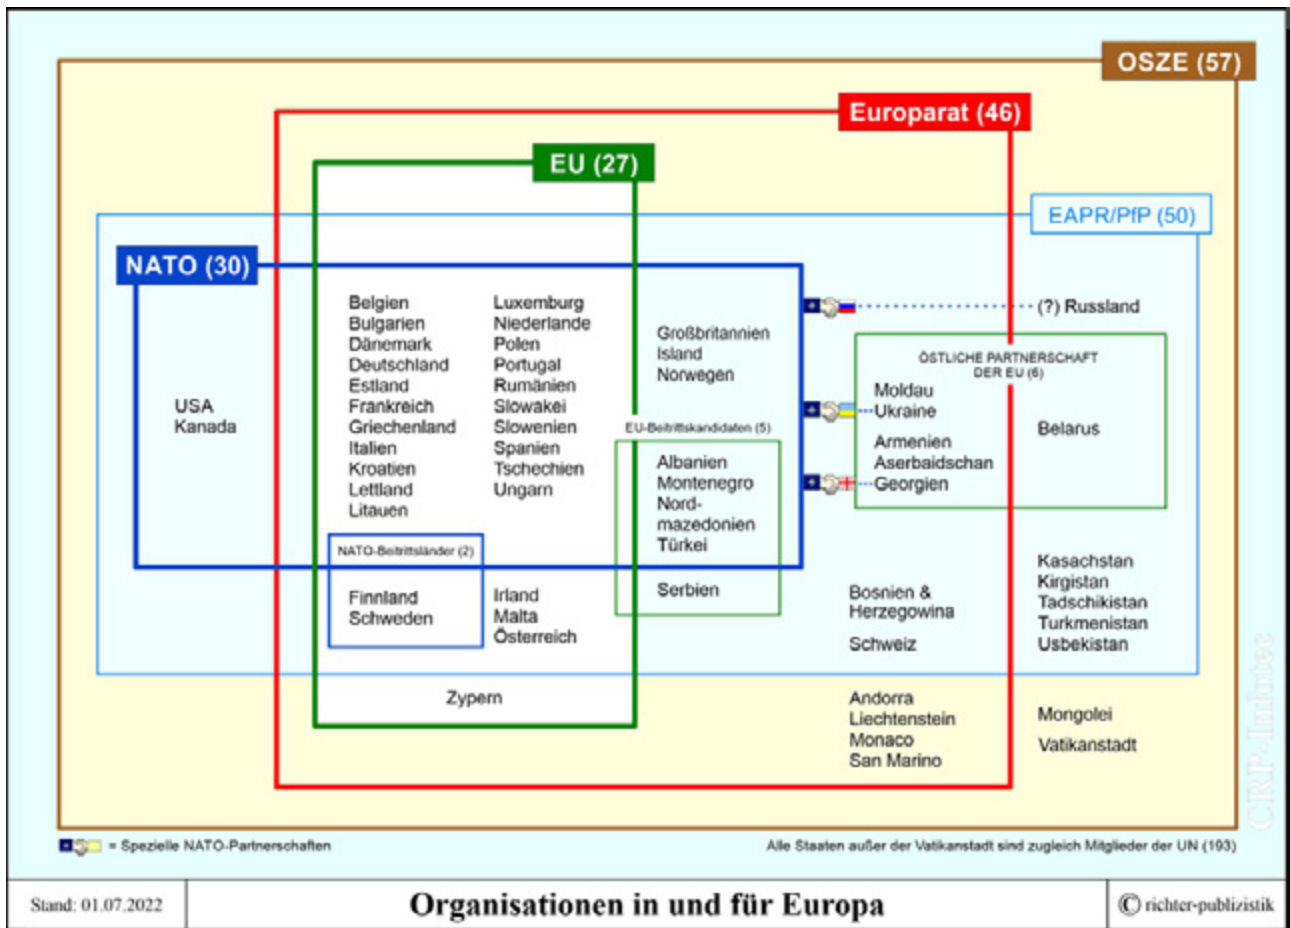 OSZE (57)
Europarat (46)
EU (27)
EAPR/PfP (50)
NATO (30)
USA
Kanada
Belgien
Bulgarien
Dänemark
Deutschland
Estland
Frankreich
Griechenland
Italien
Kroatien
Lettland
Litauen
Luxemburg
Niederlande
Polen
Portugal
Rumänien
Slowakei
Slowenien
Spanien
Tschechien
Ungarn
NATO-Beitrittsländer (2)
Finnland
Schweden
Irland
Malta
Österreich
Zypern
Großbritannien
Island
Norwegen
EU-Beitrittskandidaten (5)
Albanien
Montenegro
Nord-
mazedonien
Türkei
Serbien
(?) Russland
ÖSTLICHE PARTNERSCHAFT
DER EU (6)
Moldau
Ukraine
Armenien
Aserbaidschan
Georgien
Belarus
Bosnien &
Herzegowina
Schweiz
Kasachstan
Kirgistan
Tadschikistan
Turkmenistan
Usbekistan
Andorra
Liechtenstein
Monaco
San Marino
Mongolei
Vatikanstadt
CRP-Infotec
= Spezielle NATO-Partnerschaften
Alle Staaten außer der Vatikanstadt sind zugleich Mitglieder der UN (193)
Stand: 01.07.2022
Organisationen in und für Europa
© richter-publizistik